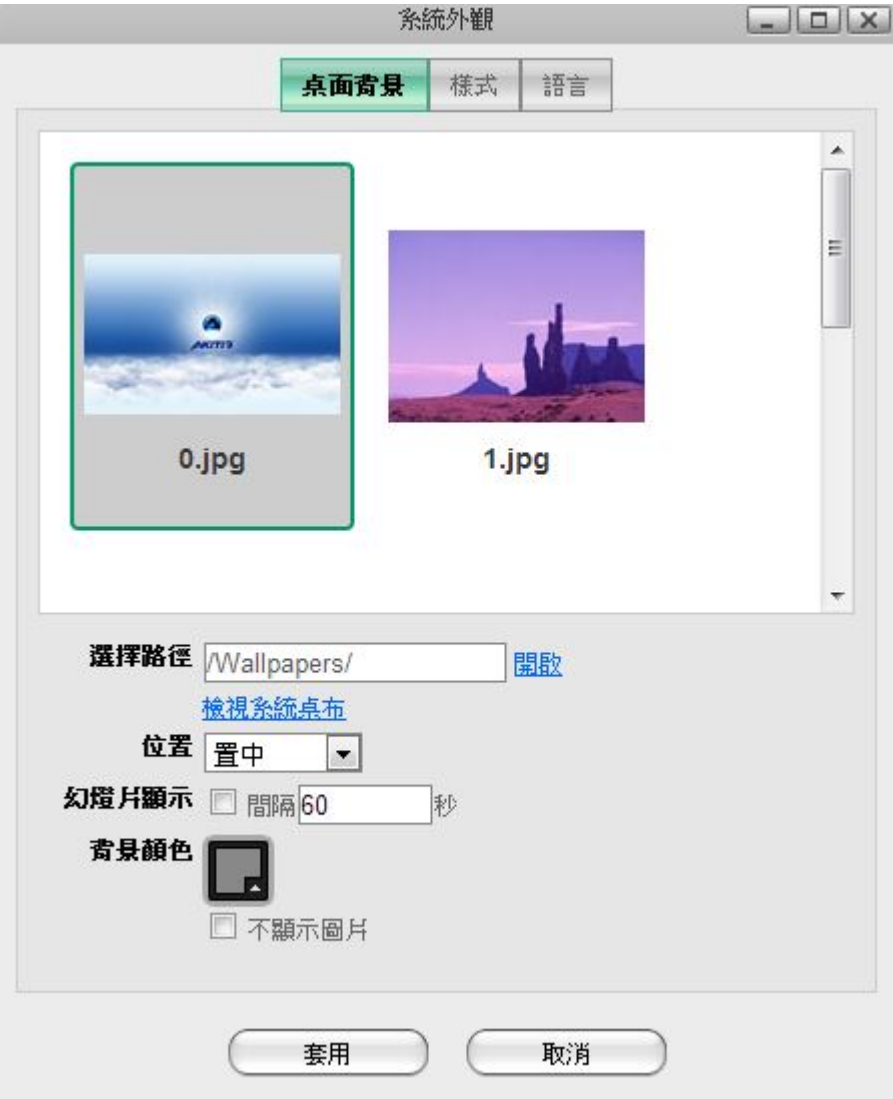 系統外觀
桌面背景 樣式 語言
AKITIO
0.jpg 1.jpg
選擇路徑 /Wallpapers/ 開啟
檢視系統桌布
位置 置中
幻燈片顯示 間隔 60 秒
背景顏色
不顯示圖片
套用 取消